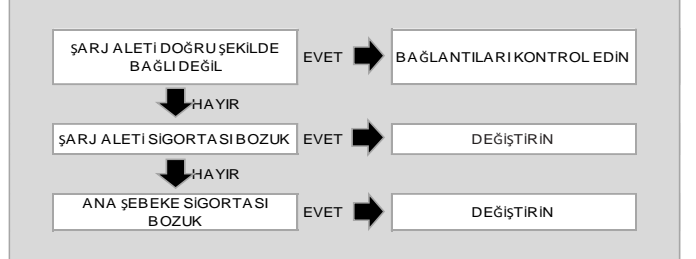 ŞARJ ALETİ DOĞRU ŞEKİLDE
BAĞLI DEĞİL
EVET
BAĞLANTILARI KONTROL EDİN
HAYIR
ŞARJ ALETİ SİGORTASI BOZUK
EVET
DEĞİŞTİRİN
HAYIR
ANA ŞEBEKE SİGORTASI
BOZUK
EVET
DEĞİŞTİRİN